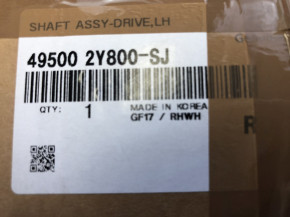 SHAFT ASSY-DRIVE,LH
49500 2Y800-SJ
QTY: 1 MADE IN KOREA
GF17 / RHWH
R